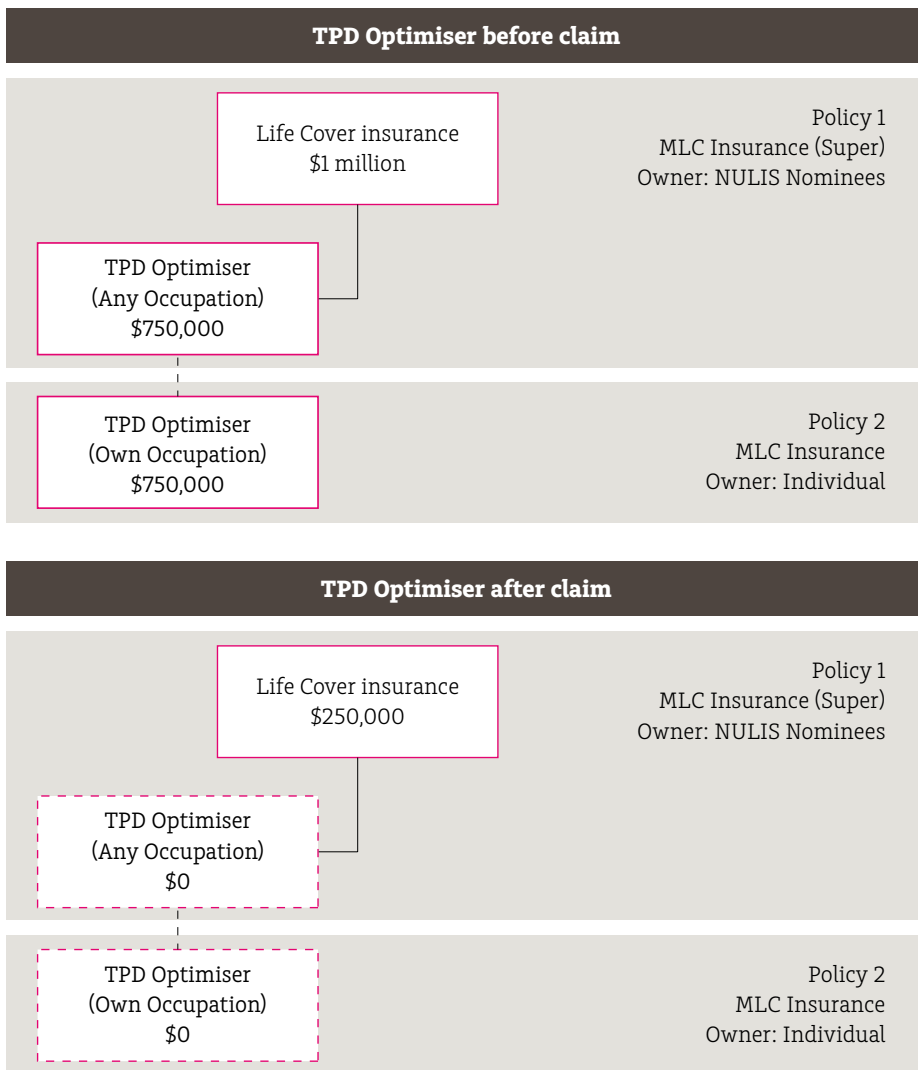 TPD Optimiser before claim
Life Cover insurance
$1 million
Policy 1
MLC Insurance (Super)
Owner: NULIS Nominees
TPD Optimiser
(Any Occupation)
$750,000
TPD Optimiser
(Own Occupation)
$750,000
Policy 2
MLC Insurance
Owner: Individual
TPD Optimiser after claim
Life Cover insurance
$250,000
Policy 1
MLC Insurance (Super)
Owner: NULIS Nominees
TPD Optimiser
(Any Occupation)
$0
TPD Optimiser
(Own Occupation)
$0
Policy 2
MLC Insurance
Owner: Individual